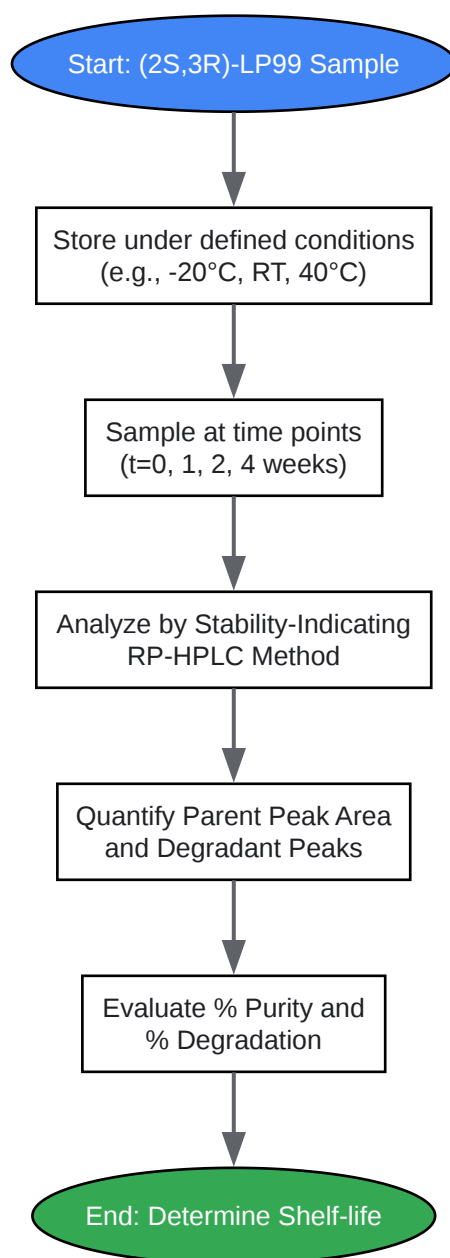 Start: (2S,3R)-LP99 Sample
Store under defined conditions
(e.g., -20°C, RT, 40°C)
Sample at time points
(t=0, 1, 2, 4 weeks)
Analyze by Stability-Indicating
RP-HPLC Method
Quantify Parent Peak Area
and Degradant Peaks
Evaluate % Purity and
% Degradation
End: Determine Shelf-life